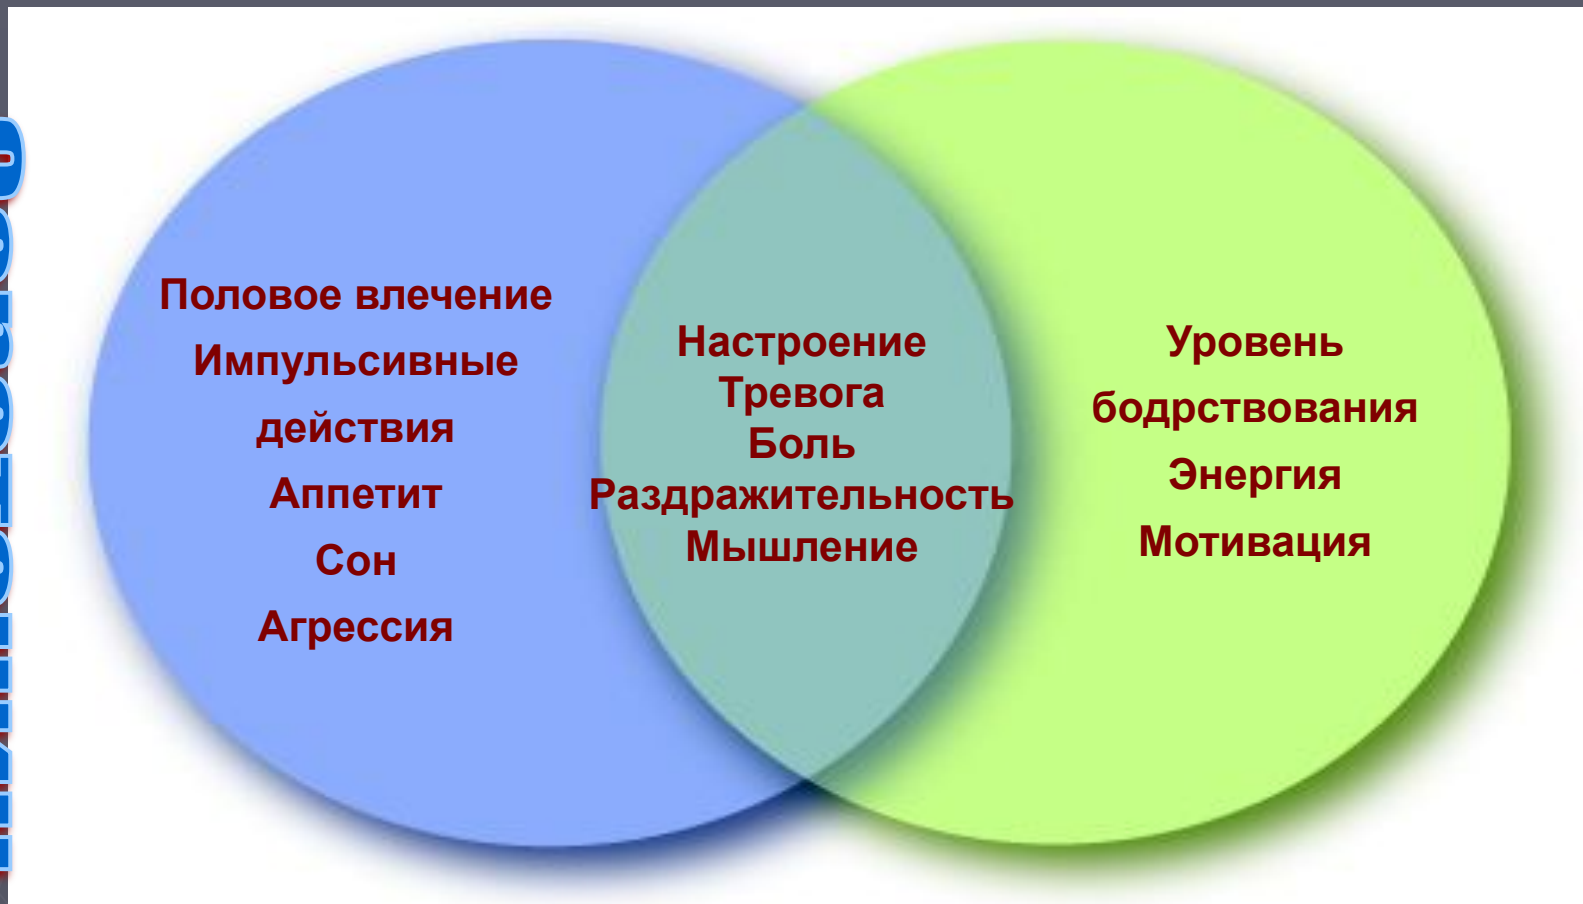 Половое влечение
Импульсивные
действия
Аппетит
Сон
Агрессия
Настроение
Тревога
Боль
Раздражительность
Мышление
Уровень
бодрствования
Энергия
Мотивация